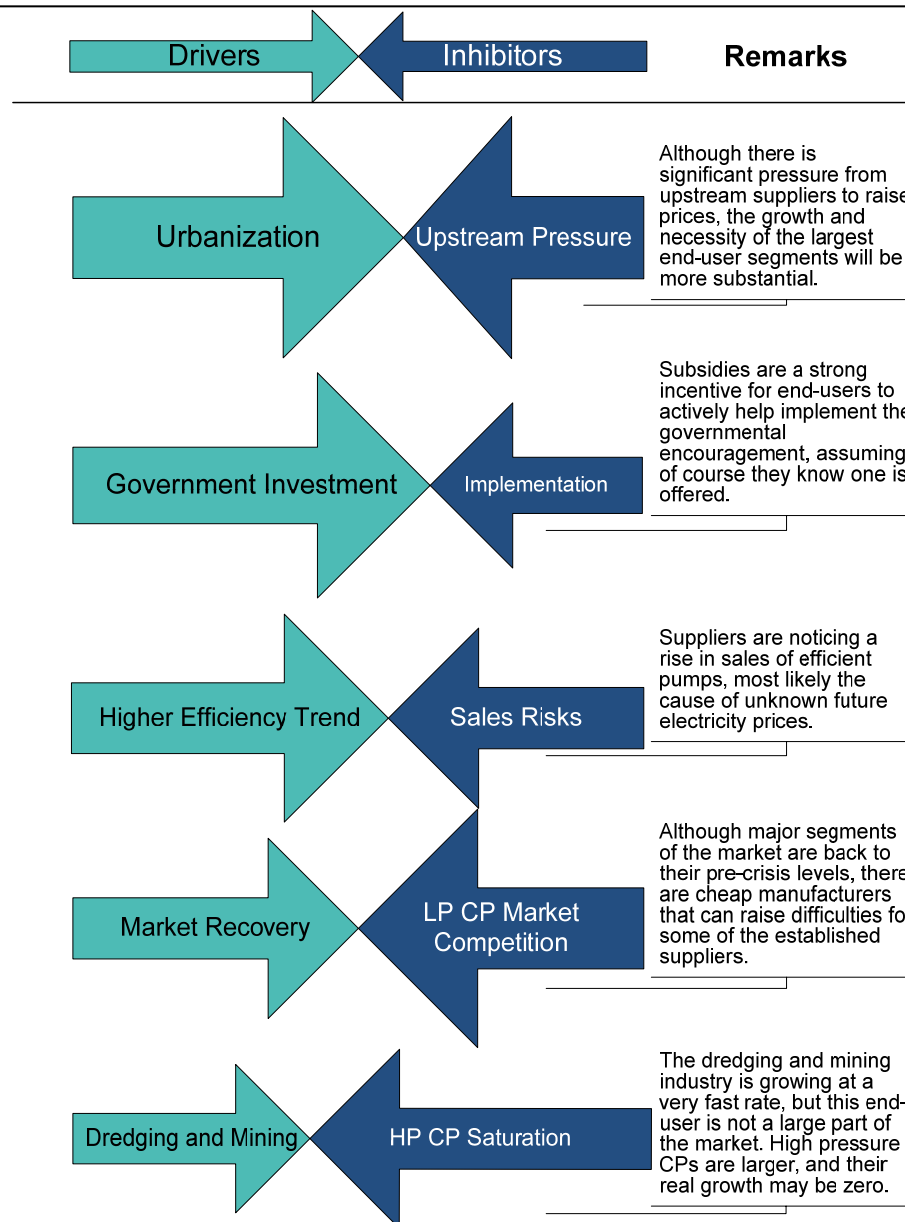 Drivers
Inhibitors
Remarks
Urbanization
Upstream Pressure
Although there is
significant pressure from
upstream suppliers to raise
prices, the growth and
necessity of the largest
end-user segments will be
more substantial.
Government Investment
Implementation
Subsidies are a strong
incentive for end-users to
actively help implement the
governmental
encouragement, assuming
of course they know one is
offered.
Higher Efficiency Trend
Sales Risks
Suppliers are noticing a
rise in sales of efficient
pumps, most likely the
cause of unknown future
electricity prices.
Market Recovery
LP CP Market
Competition
Although major segments
of the market are back to
their pre-crisis levels, there
are cheap manufacturers
that can raise difficulties fo
some of the established
suppliers.
Dredging and Mining
HP CP Saturation
The dredging and mining
industry is growing at a
very fast rate, but this end-
user is not a large part of
the market. High pressure
CPs are larger, and their
real growth may be zero.